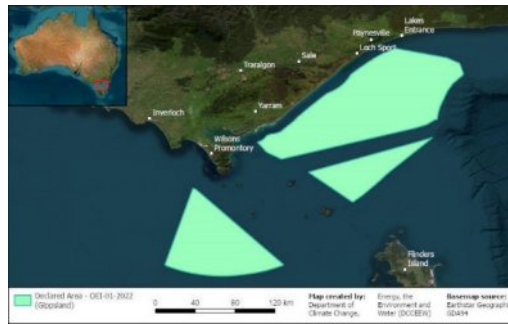 Lakes
Entrance
Paynesville
Loch Sport
Sale
Traralgon
Yarram
Inverloch
Wilsons
Promontory
Flinders
Island
Declared Area - OEI-01-2022
(Gippsland)
0 40 80 120 km
Map created by:
Department of
Climate Change,
Energy, the
Environment and
Water (DCCEEW)
Basemap source:
Earthstar Geograph
GDA94